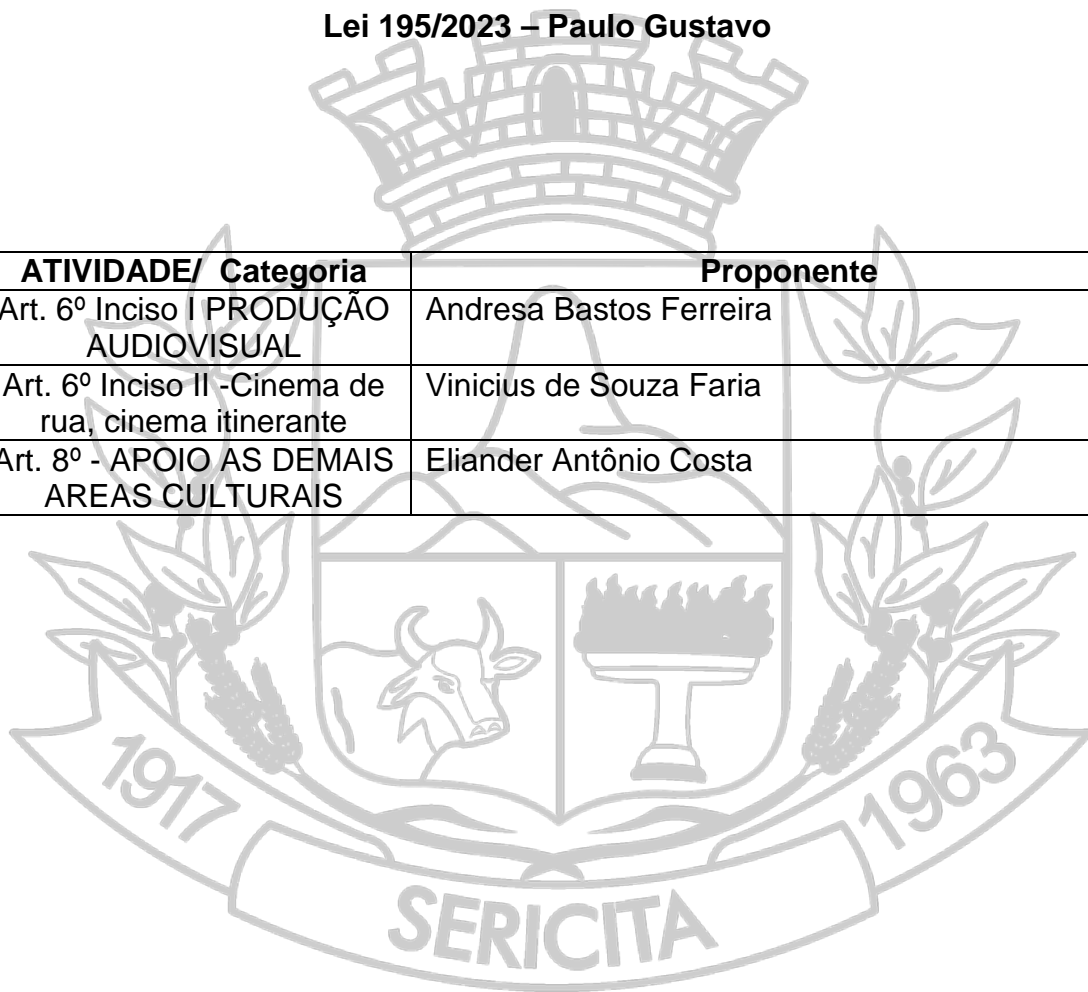 Lei 195/2023 – Paulo Gustavo
ATIVIDADE/ Categoria Proponente
Art. 6º Inciso I PRODUÇÃO AUDIOVISUAL Andresa Bastos Ferreira
Art. 6º Inciso II -Cinema de rua, cinema itinerante Vinicius de Souza Faria
Art. 8º - APOIO AS DEMAIS AREAS CULTURAIS Eliander Antônio Costa
1917
1963
SERICITA